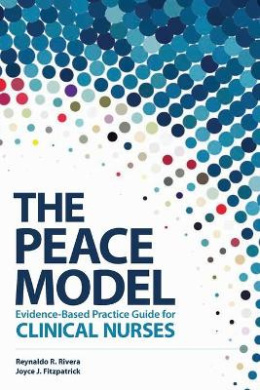 THE
PEACE
MODEL
Evidence-Based Practice Guide for
CLINICAL NURSES
Reynaldo R. Rivera
Joyce J. Fitzpatrick